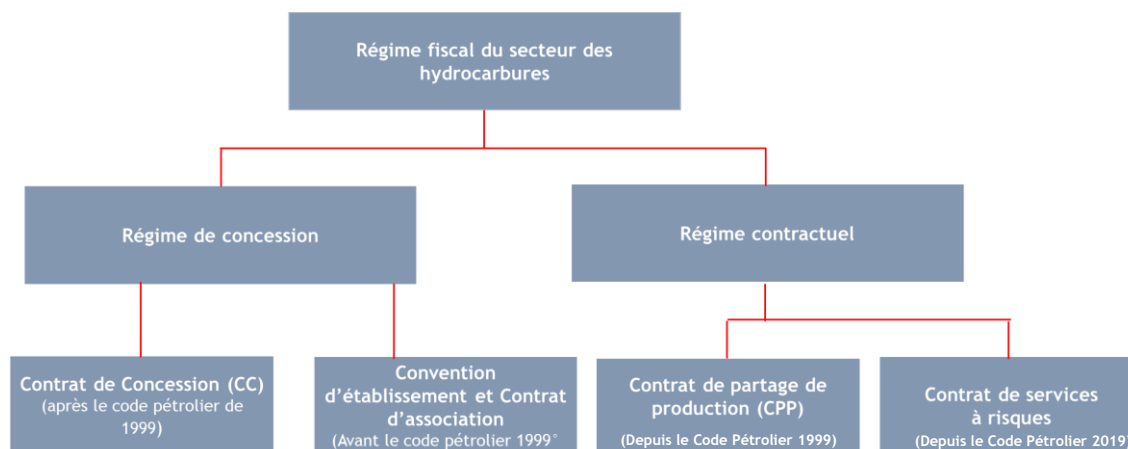 Régime fiscal du secteur des
hydrocarbures
Régime de concession
Régime contractuel
Contrat de Concession (CC)
(après le code pétrolier de
1999)
Convention
d'établissement et Contrat
d'association
(Avant le code pétrolier 1999°
Contrat de partage de
production (CPP)
(Depuis le Code Pétrolier 1999)
Contrat de services
à risques
(Depuis le Code Pétrolier 2019)